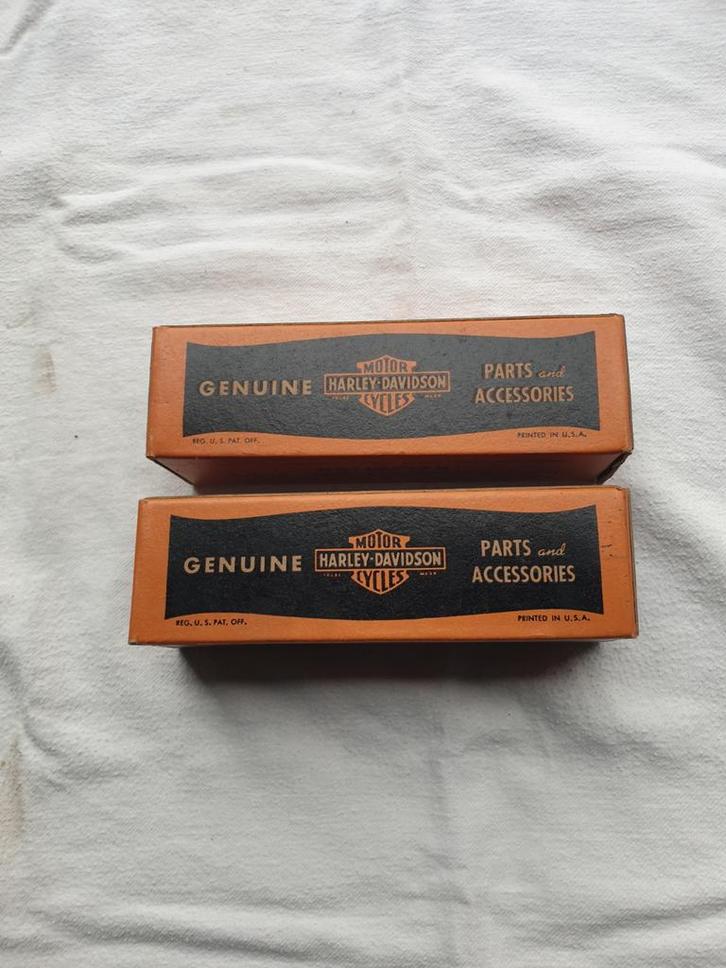 GENUINE
MOTOR
HARLEY-DAVIDSON
CYCLES
PARTS and
ACCESSORIES
REG. U. S. PAT. OFF.
PRINTED IN U.S.A.
GENUINE
MOTOR
HARLEY-DAVIDSON
CYCLES
PARTS and
ACCESSORIES
REG. U. S. PAT. OFF.
PRINTED IN U.S.A.